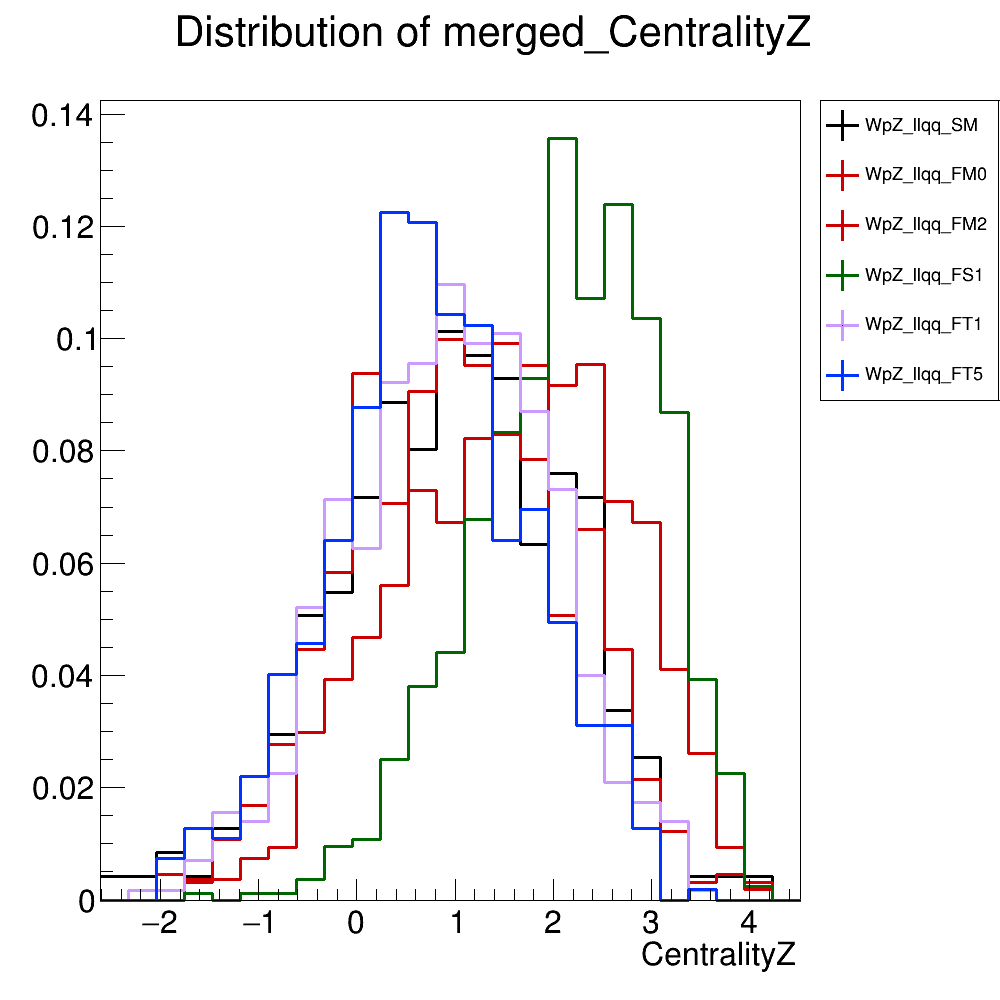 Distribution of merged_CentralityZ
0.14
0.12
0.1
0.08
0.06
0.04
0.02
0
−2
−1
0
1
2
3
4
CentralityZ
WpZ_llqq_SM
WpZ_llqq_FM0
WpZ_llqq_FM2
WpZ_llqq_FS1
WpZ_llqq_FT1
WpZ_llqq_FT5